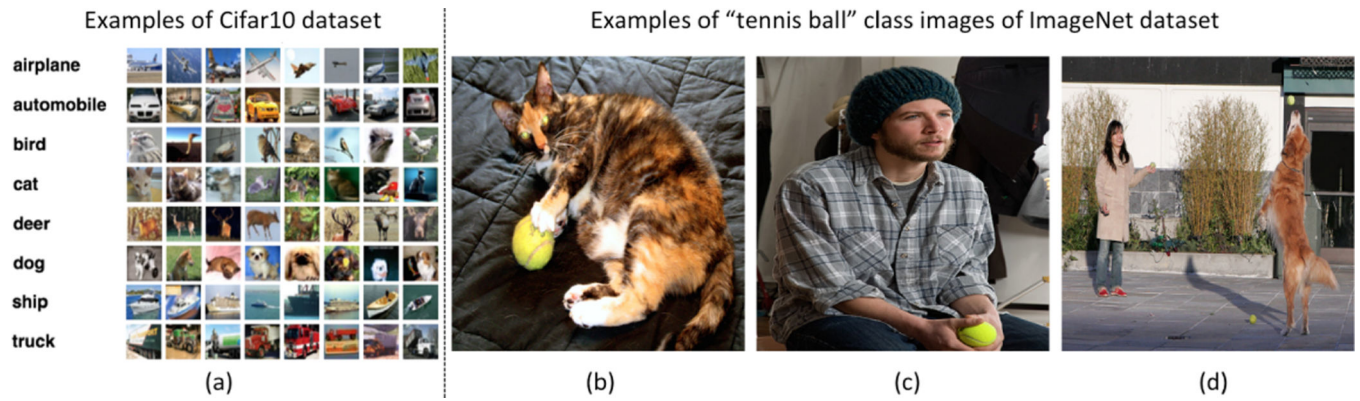 Examples of Cifar10 dataset
airplane
automobile
bird
cat
deer
dog
ship
truck
(a)
Examples of “tennis ball” class images of ImageNet dataset
(b) (c) (d)